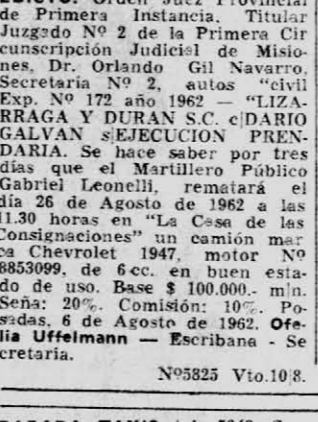 EDICTO: Orden Juez Provincial
de Primera Instancia. Titular
Juzgado Nº 2 de la Primera Cir
cunscripción Judicial de Misio-
nes, Dr. Orlando Gil Navarro,
Secretaría Nº 2, autos "civil
Exp. Nº 172 año 1962 — "LIZA-
RRAGA Y DURAN S.C. c|DARIO
GALVAN s|EJECUCION PREN-
DARIA. Se hace saber por tres
días que el Martillero Público
Gabriel Leonelli, rematará el
día 26 de Agosto de 1962 a las
11.30 horas en "La Casa de las
Consignaciones" un camión mar
ca Chevrolet 1947, motor Nº
8853099, de 6 cc. en buen esta-
do de uso. Base $ 100.000.- m|n.
Seña: 20%. Comisión: 10%. Po-
sadas, 6 de Agosto de 1962. Ofe-
lia Uffelmann — Escribana - Se
cretaria.
Nº5825 Vto.10|8.